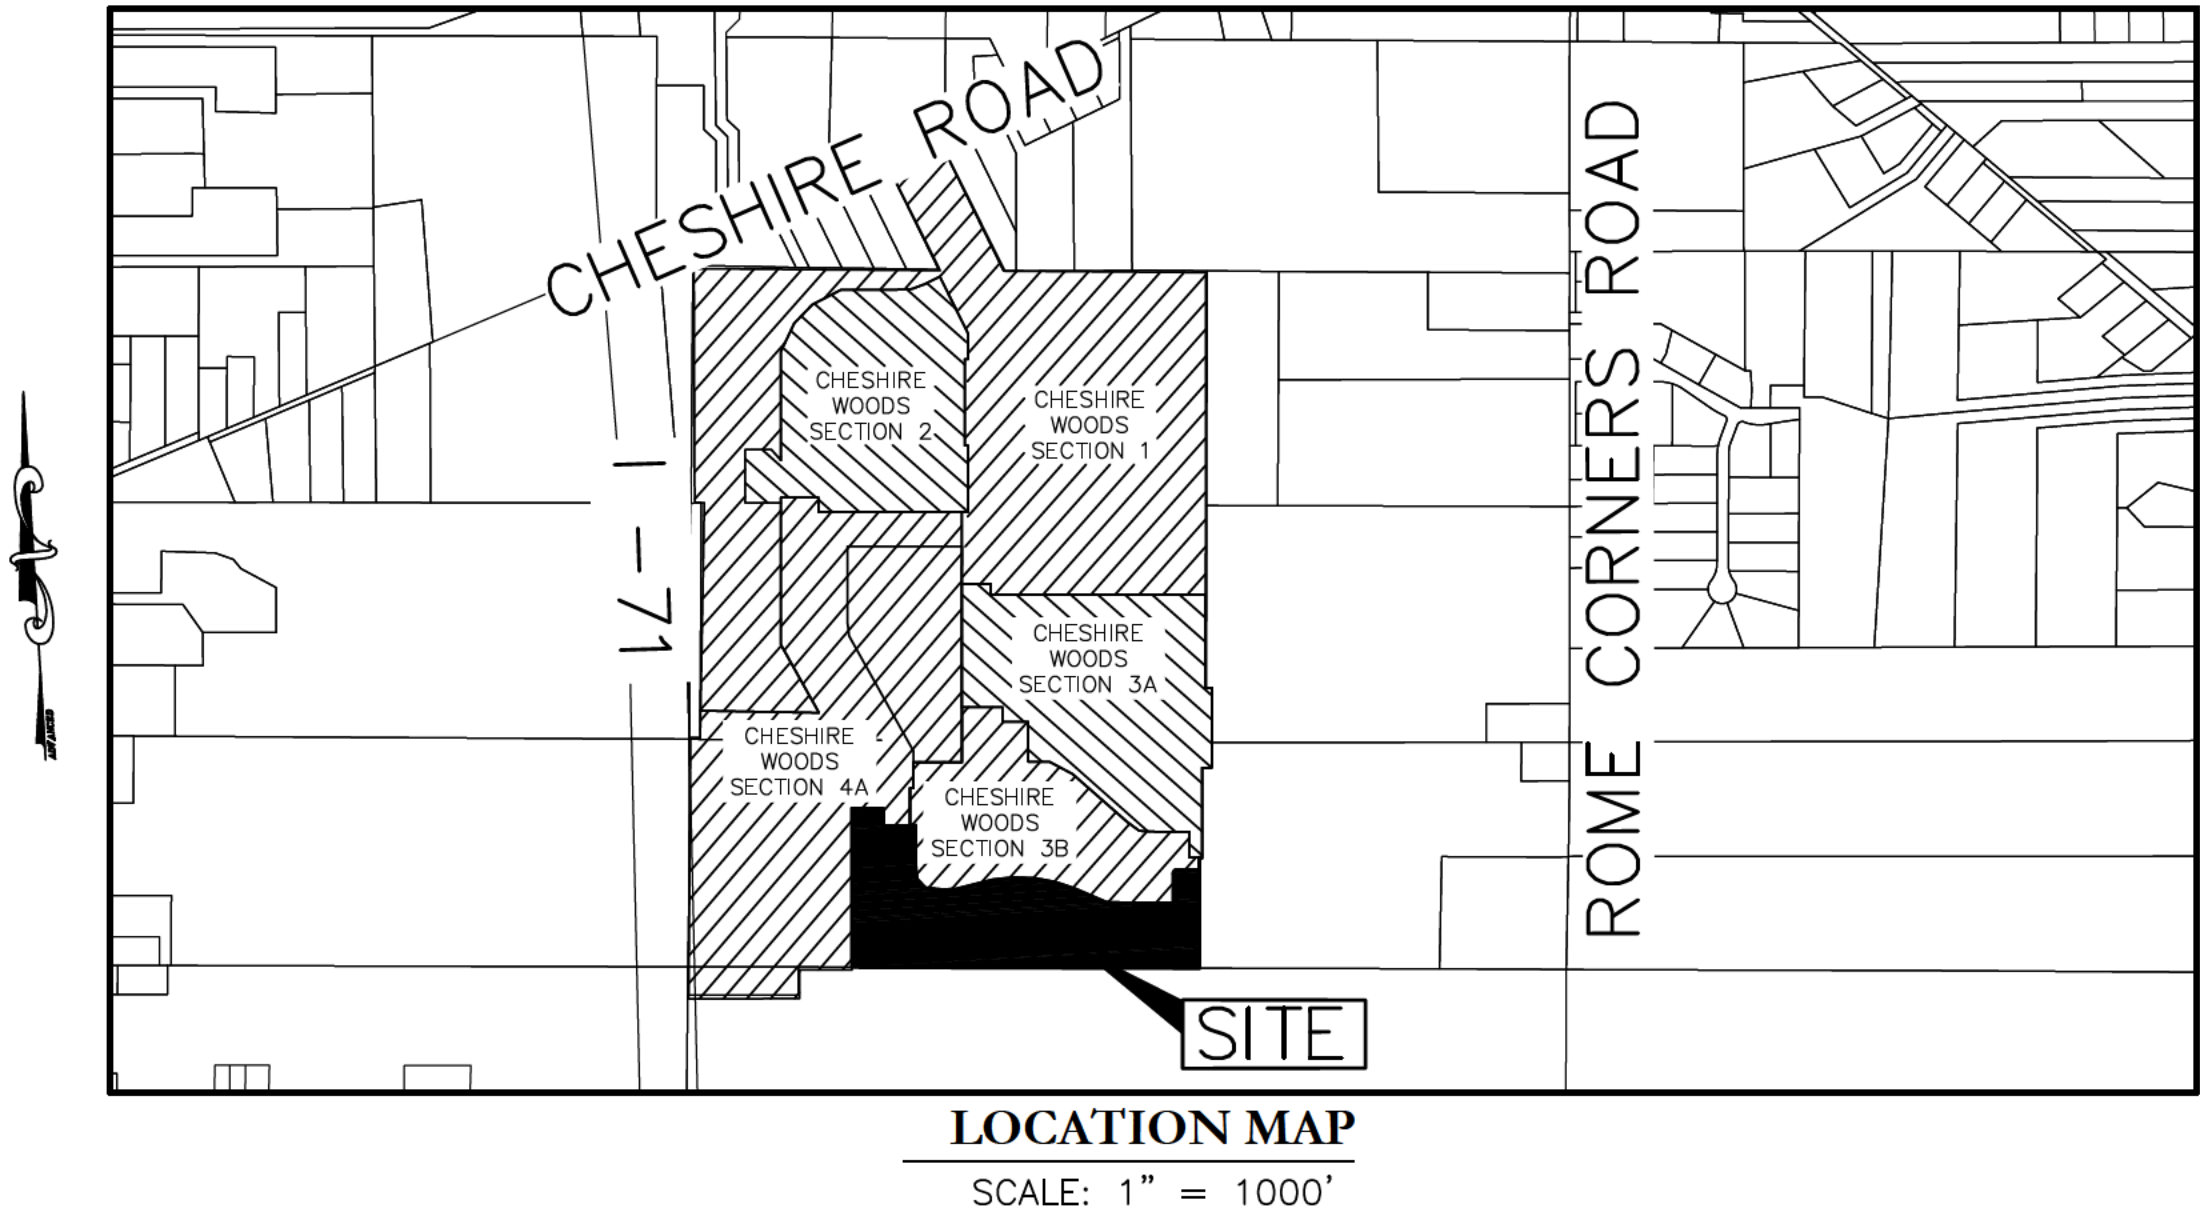 CHESHIRE ROAD
ROME CORNERS ROAD
I-71
CHESHIRE
WOODS
SECTION 2
CHESHIRE
WOODS
SECTION 1
CHESHIRE
WOODS
SECTION 3A
CHESHIRE
WOODS
SECTION 4A
CHESHIRE
WOODS
SECTION 3B
ADVANCED
SITE
LOCATION MAP
SCALE: 1" = 1000'